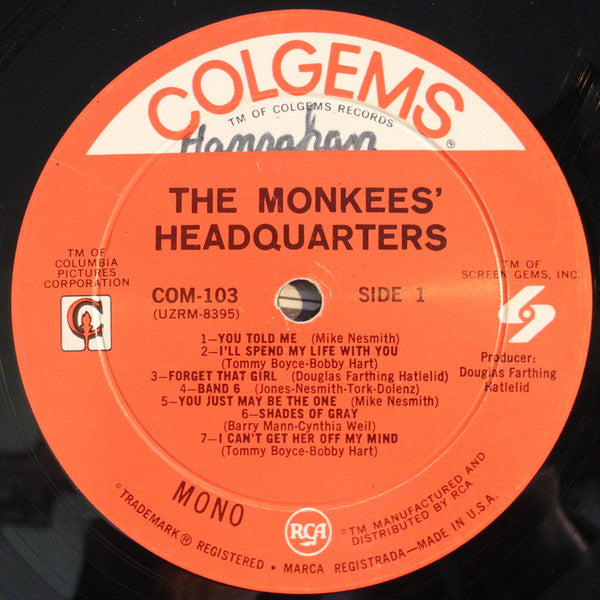 COLGEMS®
TM OF COLGEMS RECORDS
Hanrahan
THE MONKEES'
HEADQUARTERS
TM OF
COLUMBIA
PICTURES
CORPORATION
TM OF
SCREEN GEMS, INC.
COM-103
SIDE 1
(UZRM-8395)
1—YOU TOLD ME (Mike Nesmith)
2—I'LL SPEND MY LIFE WITH YOU
(Tommy Boyce-Bobby Hart)
3—FORGET THAT GIRL (Douglas Farthing Hatlelid)
4—BAND 6 (Jones-Nesmith-Tork-Dolenz)
5—YOU JUST MAY BE THE ONE (Mike Nesmith)
6—SHADES OF GRAY
(Barry Mann-Cynthia Weil)
7—I CAN'T GET HER OFF MY MIND
(Tommy Boyce-Bobby Hart)
Producer:
Douglas Farthing
Hatlelid
MONO
RCA
°TM MANUFACTURED AND
DISTRIBUTED BY RCA
°TRADEMARK ® REGISTERED • MARCA REGISTRADA—MADE IN U.S.A.